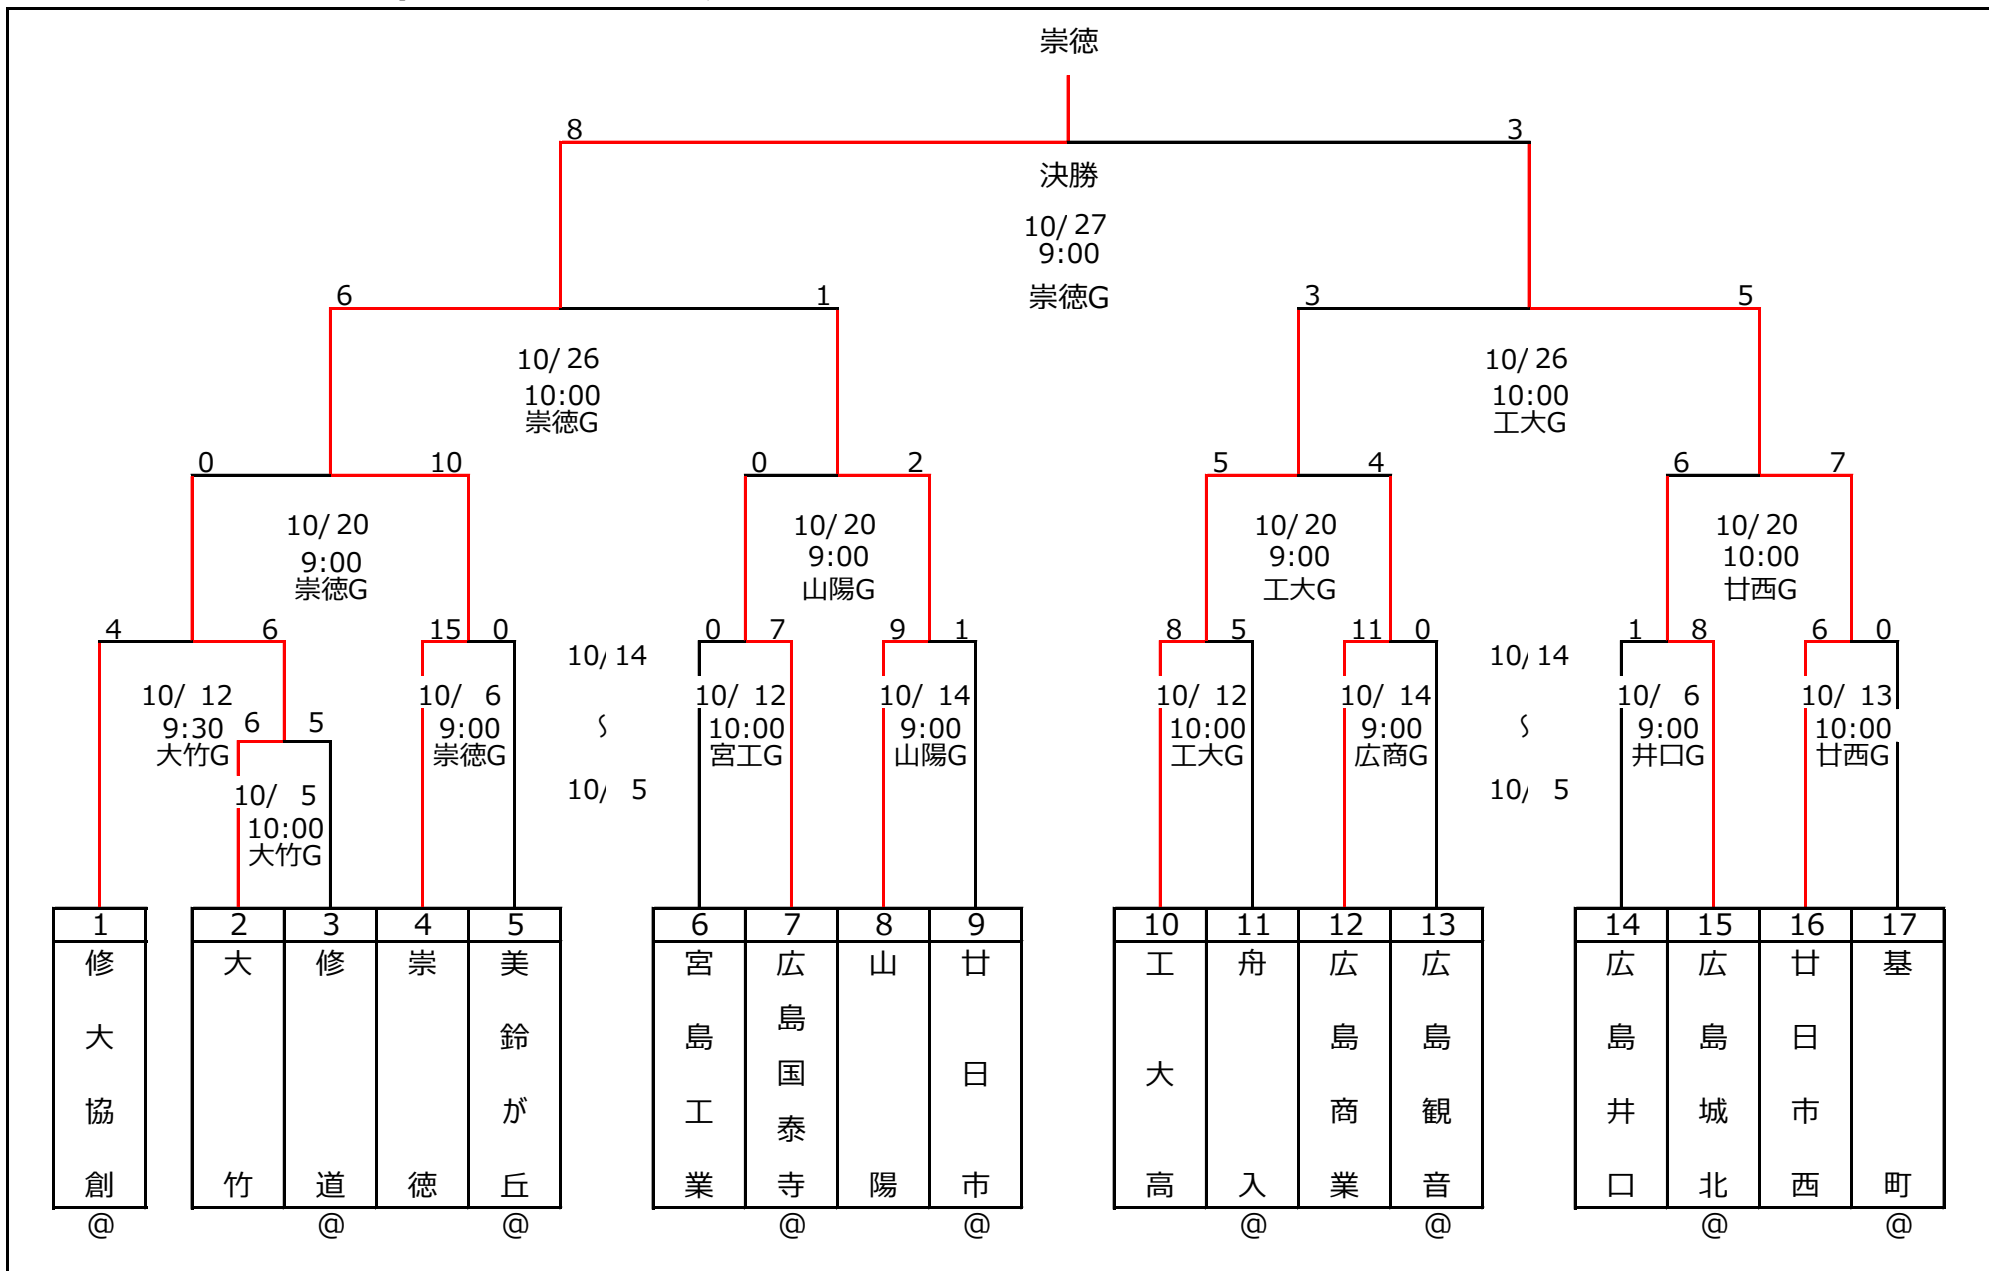 崇徳
8 3
決勝
10/ 27
9:00
崇徳G
6 1 3 5
10/ 26 10/ 26
10:00 10:00
崇徳G 工大G
0 10 0 2 5 4 6 7
10/ 20 10/ 20 10/ 20 10/ 20
9:00 9:00 9:00 10:00
崇徳G 山陽G 工大G 廿西G
4 6 15 0 0 7 9 1 8 5 11 0 1 8 6 0
10/ 14 10/ 14
10/ 12 10/ 6 10/ 12 10/ 14 10/ 12 10/ 14 10/ 6 10/ 13
9:30 9:00 10:00 9:00 10:00 9:00 9:00 10:00
大竹G 崇徳G 宮工G 山陽G 工大G 広商G 井口G 廿西G
6 5
〜 〜
10/ 5 10/ 5
10/ 5
10:00
大竹G
1 2 3 4 5 6 7 8 9 10 11 12 13 14 15 16 17
修大協創
大竹
修道
崇徳
美鈴が丘
宮島工業
広島国泰寺
山陽
廿日市
工大高
舟入
広島商業
広島観音
広島井口
広島城北
廿日市西
基町
@ @ @ @ @ @ @ @ @